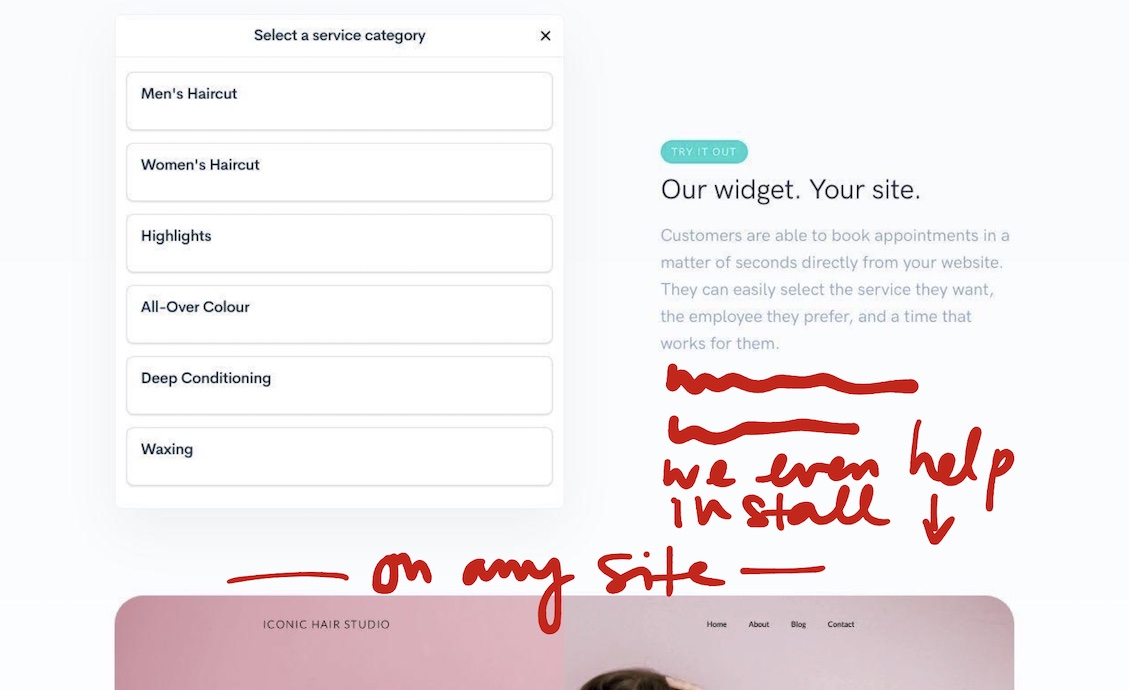 Select a service category
Men's Haircut
Women's Haircut
Highlights
All-Over Colour
Deep Conditioning
Waxing
TRY IT OUT
Our widget. Your site.
Customers are able to book appointments in a
matter of seconds directly from your website.
They can easily select the service they want,
the employee they prefer, and a time that
works for them.
we even help
install
on any site
ICONIC HAIR STUDIO
Home About Blog Contact